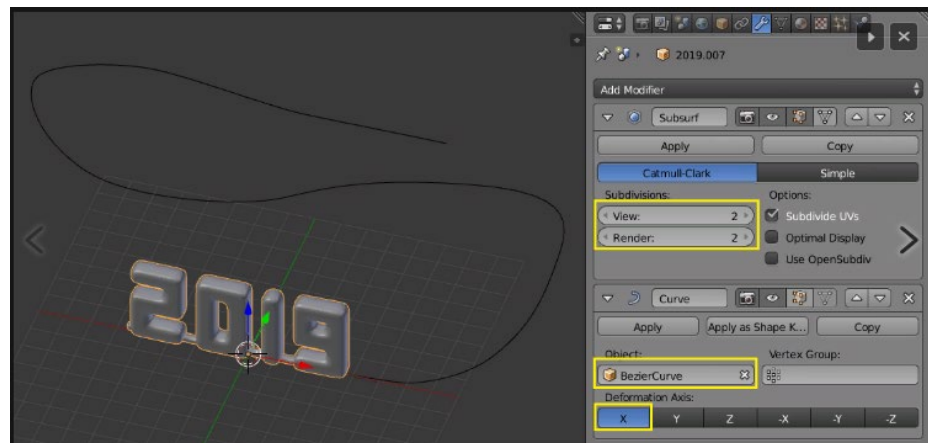 2019.007
Add Modifier
Subsurf
Apply
Copy
Catmull-Clark
Simple
Subdivisions:
Options:
View: 2
Subdivide UVs
Render: 2
Optimal Display
Use OpenSubdiv
Curve
Apply
Apply as Shape K...
Copy
Object:
Vertex Group:
BezierCurve
Deformation Axis:
X
Y
Z
-X
-Y
-Z
2019